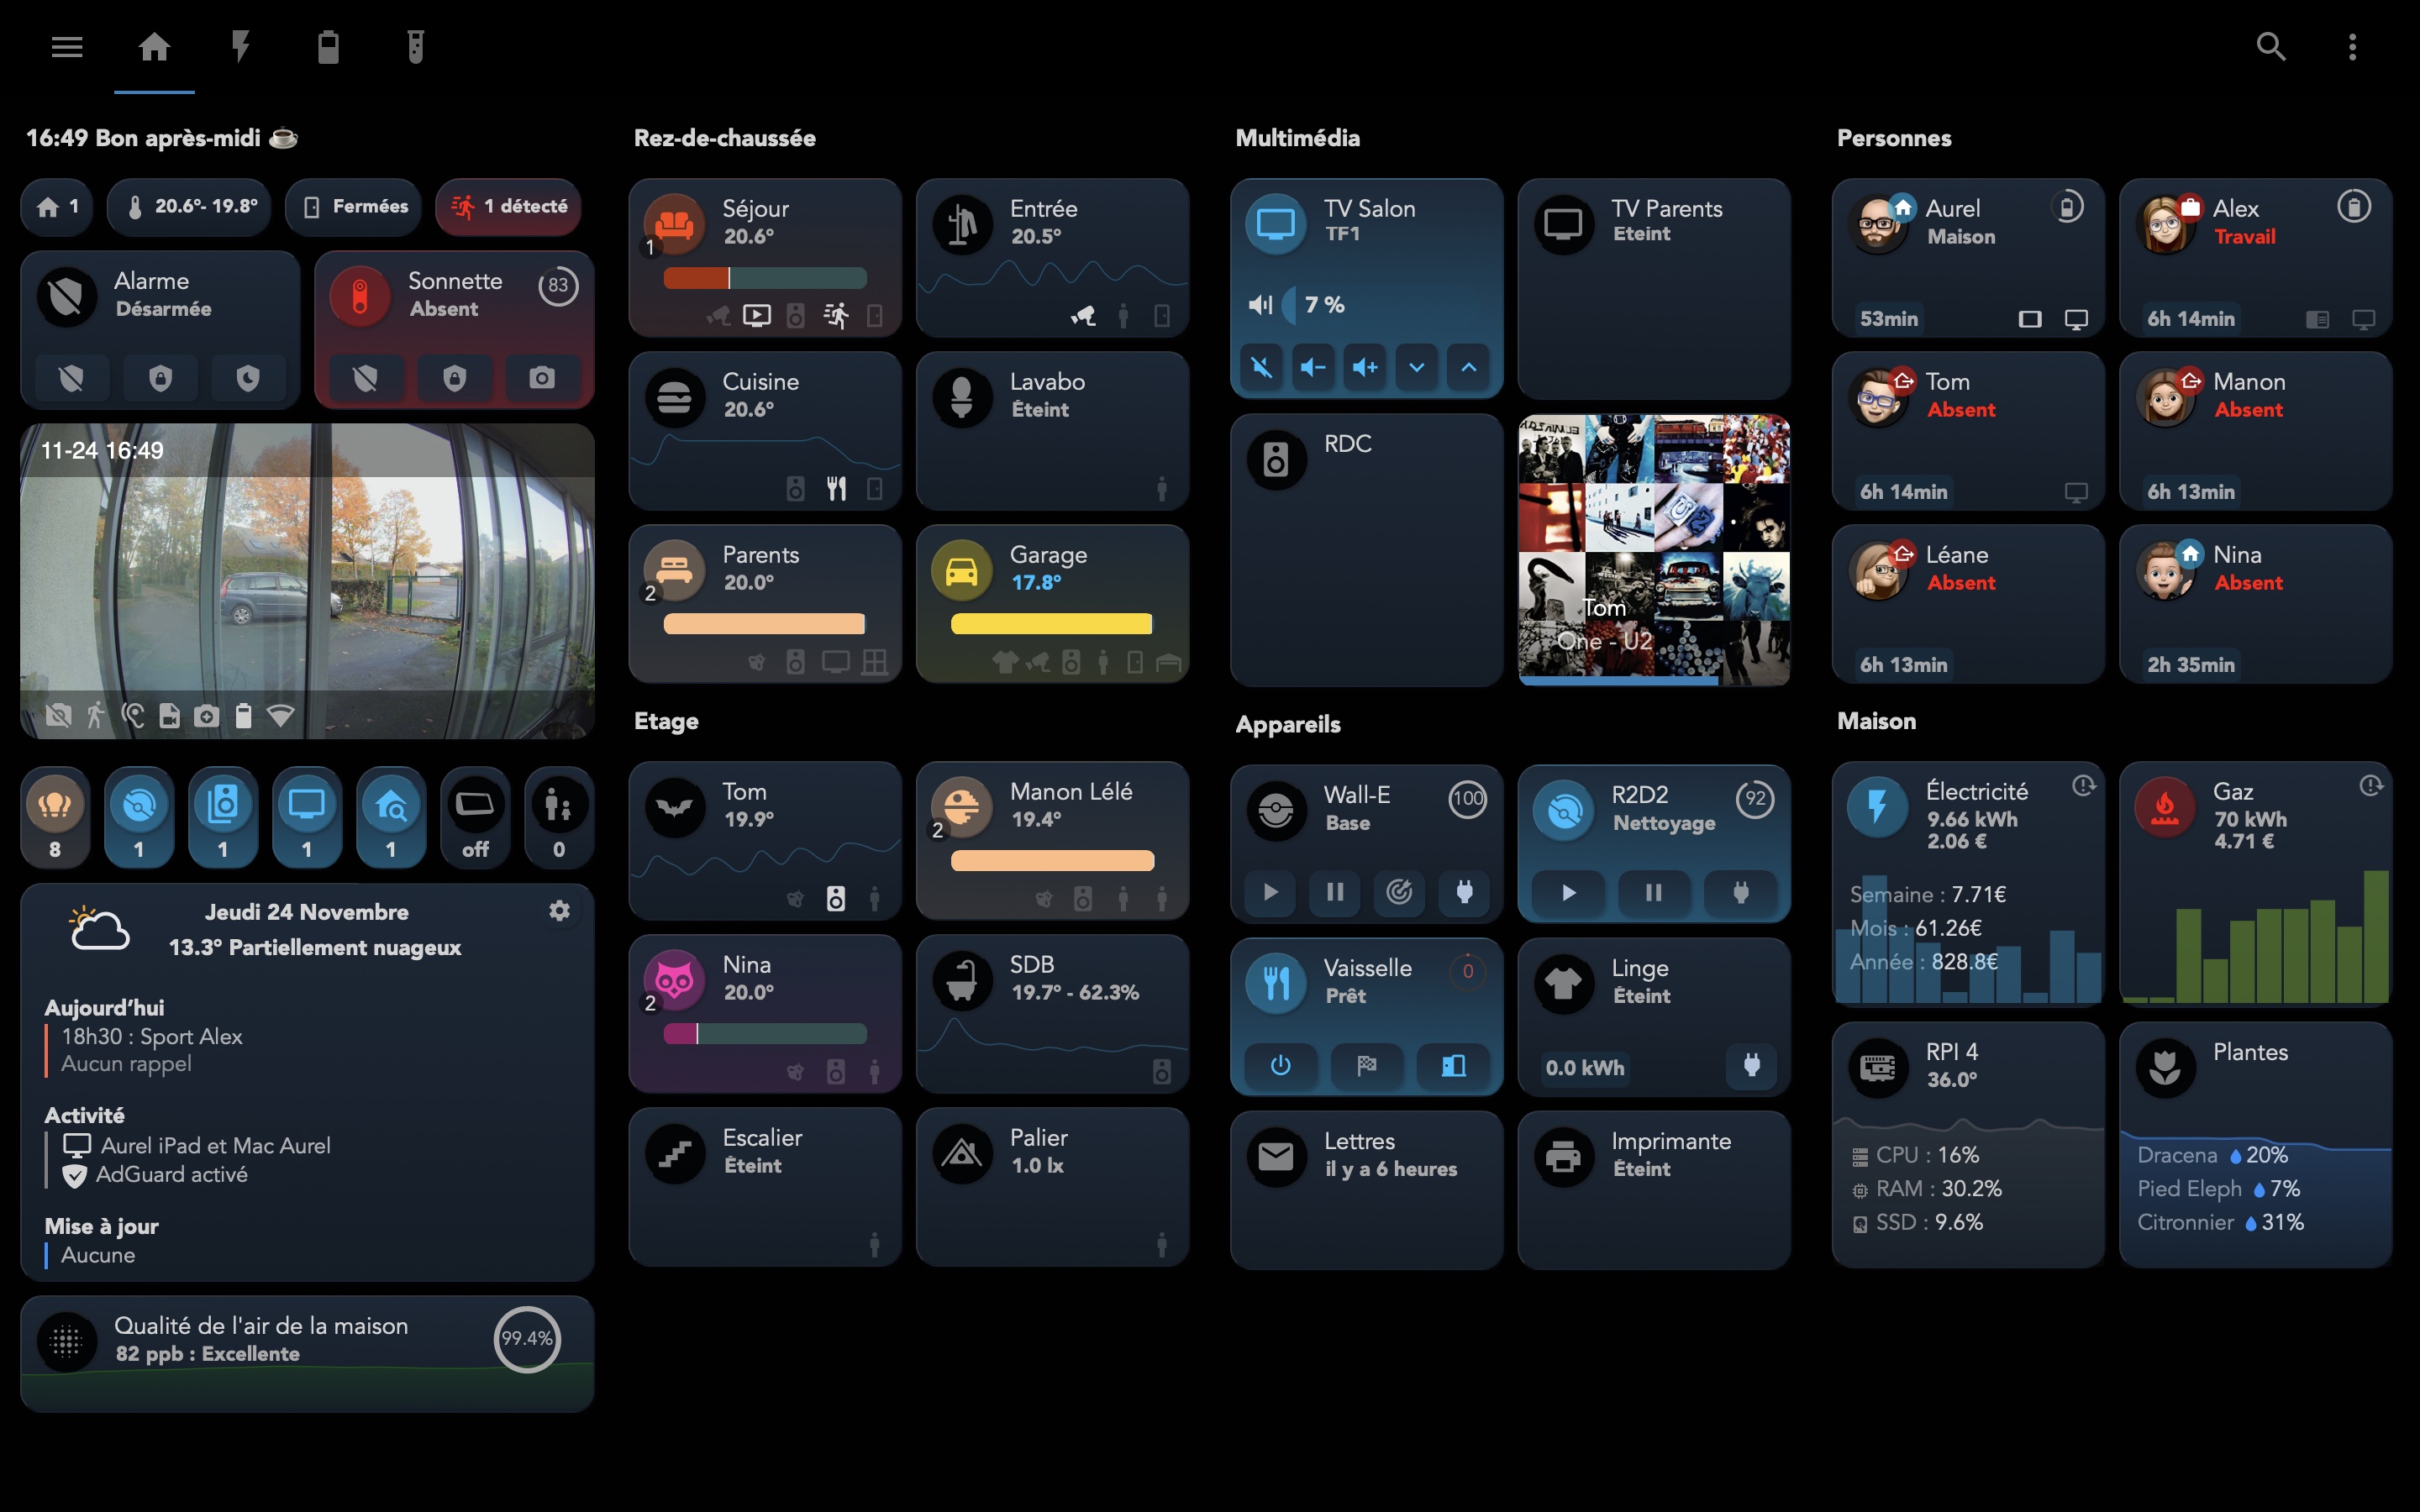 16:49 Bon après-midi ☕
1
20.6°- 19.8°
Fermées
1 détecté
Alarme
Désarmée
Sonnette
Absent
83
11-24 16:49
8
1
1
1
1
off
0
Jeudi 24 Novembre
13.3° Partiellement nuageux
Aujourd’hui
18h30 : Sport Alex
Aucun rappel
Activité
Aurel iPad et Mac Aurel
AdGuard activé
Mise à jour
Aucune
Qualité de l'air de la maison
82 ppb : Excellente
99.4%
Rez-de-chaussée
Séjour
20.6°
1
Entrée
20.5°
Cuisine
20.6°
Lavabo
Éteint
Parents
20.0°
2
Garage
17.8°
Etage
Tom
19.9°
Manon Lélé
19.4°
2
Nina
20.0°
2
SDB
19.7° - 62.3%
Escalier
Éteint
Palier
1.0 lx
Multimédia
TV Salon
TF1
7 %
TV Parents
Eteint
RDC
Tom
One - U2
Appareils
Wall-E
Base
100
R2D2
Nettoyage
92
Vaisselle
Prêt
0
Linge
Éteint
0.0 kWh
Lettres
il y a 6 heures
Imprimante
Éteint
Personnes
Aurel
Maison
53min
Alex
Travail
6h 14min
Tom
Absent
6h 14min
Manon
Absent
6h 13min
Léane
Absent
6h 13min
Nina
Absent
2h 35min
Maison
Électricité
9.66 kWh
2.06 €
Semaine : 7.71€
Mois : 61.26€
Année : 828.8€
Gaz
70 kWh
4.71 €
RPI 4
36.0°
CPU : 16%
RAM : 30.2%
SSD : 9.6%
Plantes
Dracena 20%
Pied Eleph 7%
Citronnier 31%